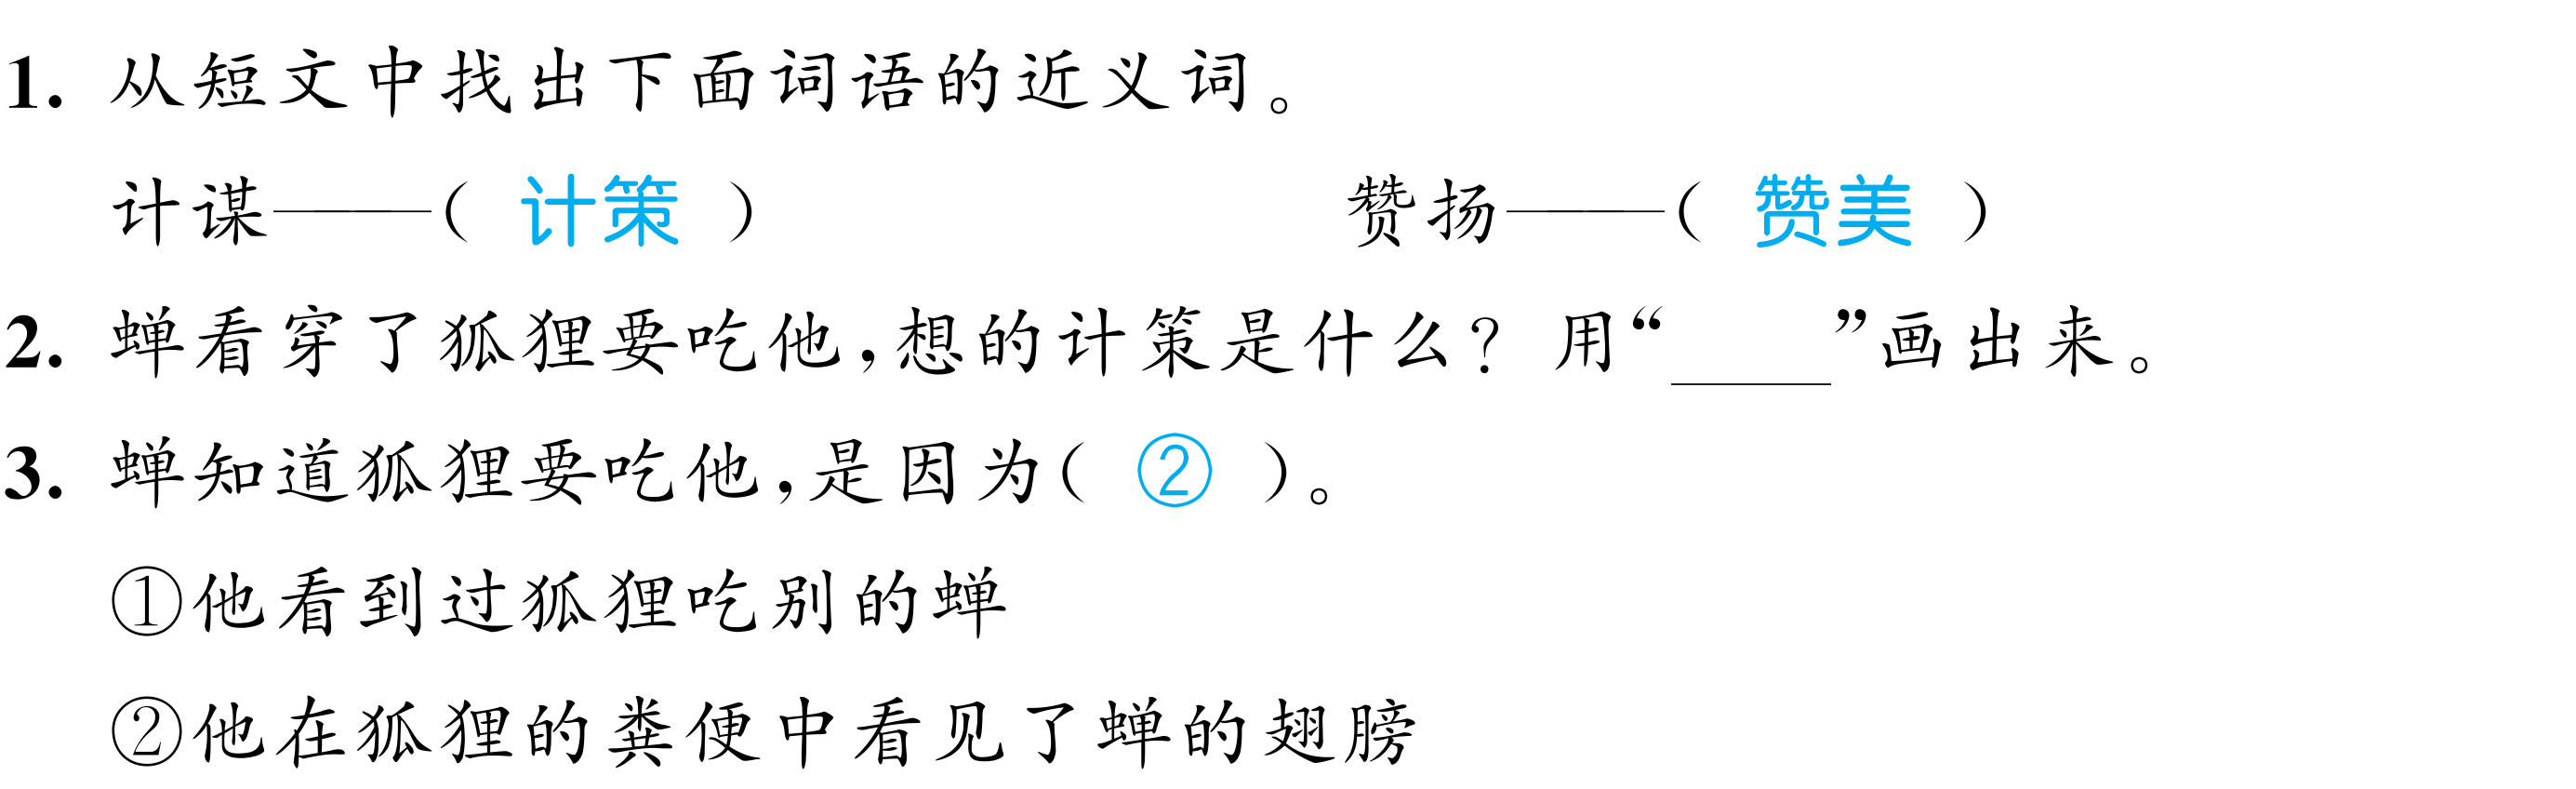 1. 从短文中找出下面词语的近义词。
计谋——( 计策 ) 赞扬——( 赞美 )
2. 蝉看穿了狐狸要吃他,想的计策是什么? 用“____”画出来。
3. 蝉知道狐狸要吃他,是因为( ② )。
①他看到过狐狸吃别的蝉
②他在狐狸的粪便中看见了蝉的翅膀